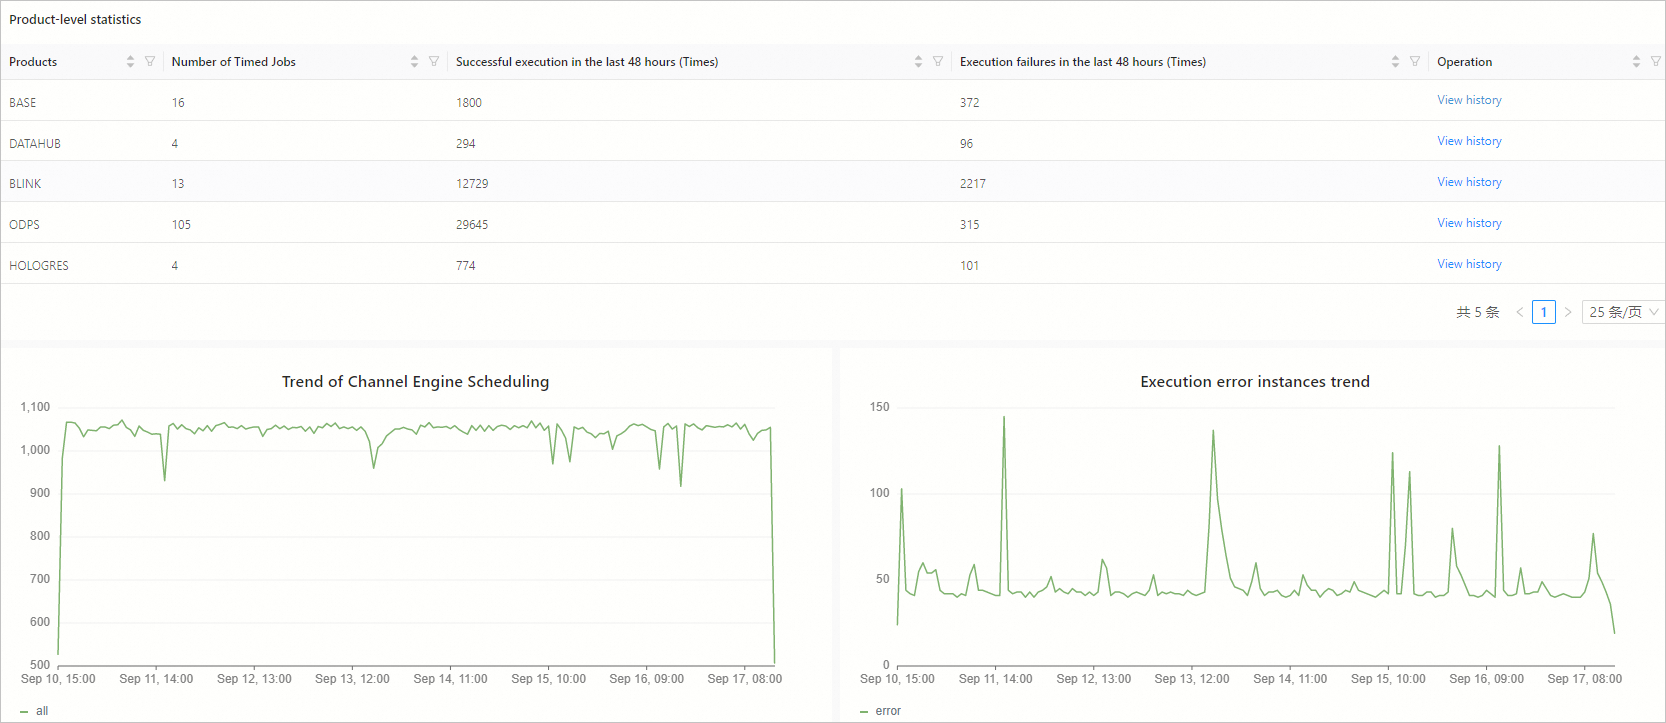 Product-level statistics
Products Number of Timed Jobs Successful execution in the last 48 hours (Times) Execution failures in the last 48 hours (Times) Operation
BASE 16 1800 372 View history
DATAHUB 4 294 96 View history
BLINK 13 12729 2217 View history
ODPS 105 29645 315 View history
HOLOGRES 4 774 101 View history
共 5 条 1 25 条/页
Trend of Channel Engine Scheduling
1,100
1,000
900
800
700
600
500
Sep 10, 15:00 Sep 11, 14:00 Sep 12, 13:00 Sep 13, 12:00 Sep 14, 11:00 Sep 15, 10:00 Sep 16, 09:00 Sep 17, 08:00
all
Execution error instances trend
150
100
50
0
Sep 10, 15:00 Sep 11, 14:00 Sep 12, 13:00 Sep 13, 12:00 Sep 14, 11:00 Sep 15, 10:00 Sep 16, 09:00 Sep 17, 08:00
error